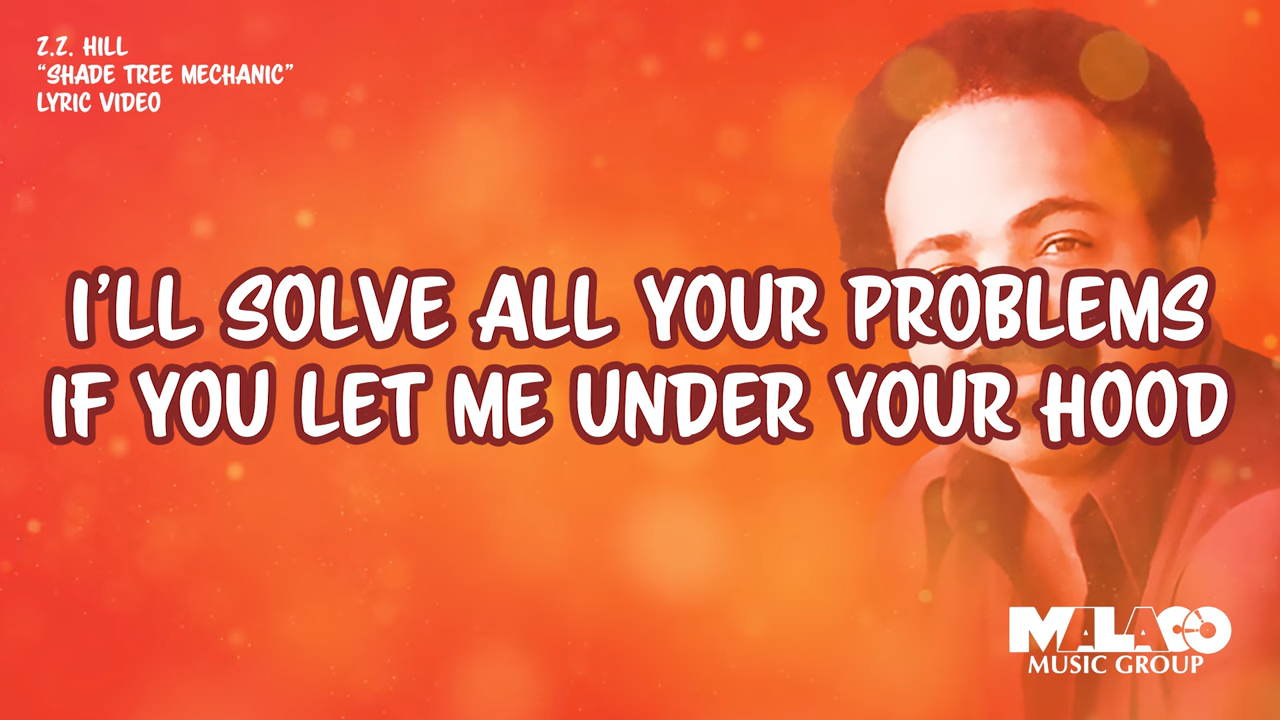 Z.Z. HILL
“SHADE TREE MECHANIC”
LYRIC VIDEO
I’LL SOLVE ALL YOUR PROBLEMS
IF YOU LET ME UNDER YOUR HOOD
MALACO
MUSIC GROUP